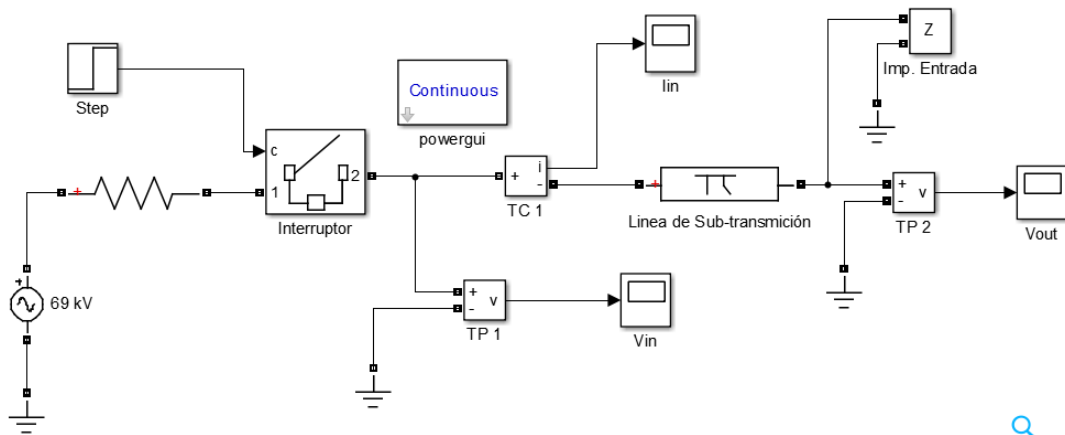 Step
c
1
2
Interruptor
69 kV
Continuous
powergui
Iin
+
i
-
TC 1
+
-
v
TP 1
Vin
Linea de Sub-transmición
Z
Imp. Entrada
+
-
v
TP 2
Vout